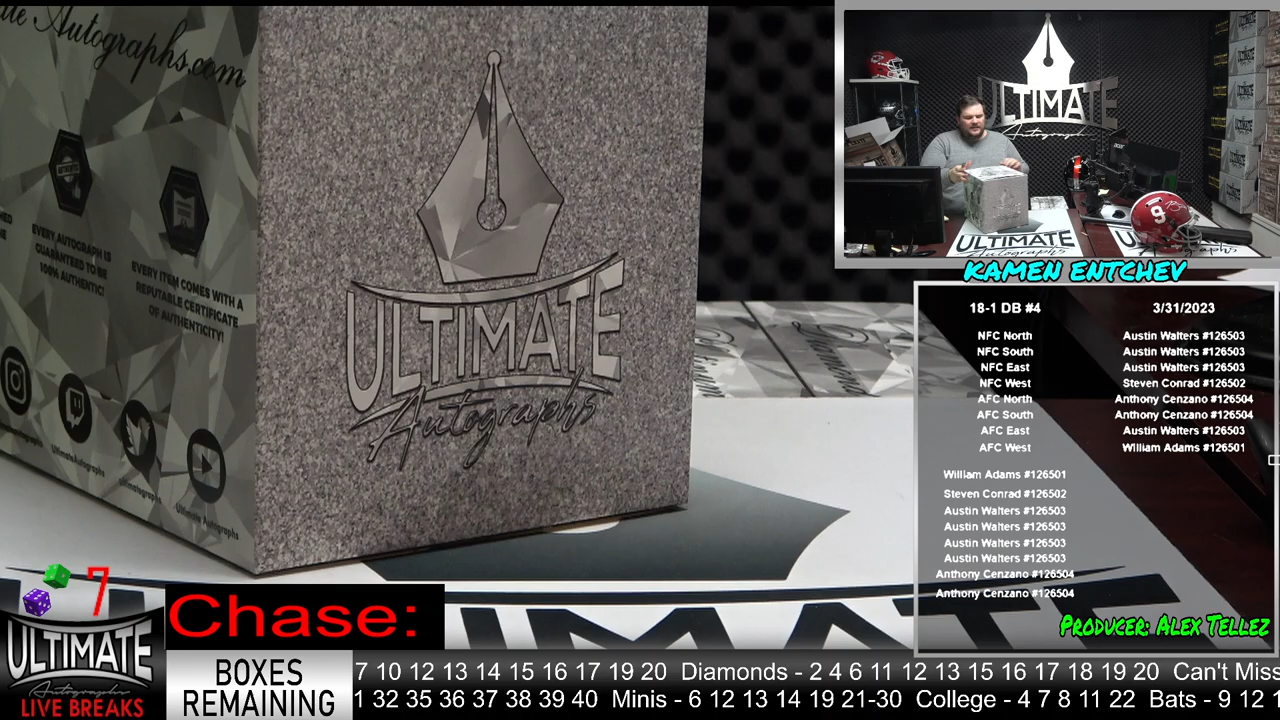 Autographs.com
EVERY AUTOGRAPH IS
GUARANTEED TO BE
100% AUTHENTIC!
EVERY ITEM COMES WITH A
REPUTABLE CERTIFICATE
OF AUTHENTICITY!
UltimateAutographs
Ultimate Autographs
ULTIMATE
Autographs
ULTIMATE
Autographs
9
ULTIMATE
KAMEN ENTCHEV
18-1 DB #4 3/31/2023
NFC North Austin Walters #126503
NFC South Austin Walters #126503
NFC East Austin Walters #126503
NFC West Steven Conrad #126502
AFC North Anthony Cenzano #126504
AFC South Anthony Cenzano #126504
AFC East Austin Walters #126503
AFC West William Adams #126501
William Adams #126501
Steven Conrad #126502
Austin Walters #126503
Austin Walters #126503
Austin Walters #126503
Austin Walters #126503
Anthony Cenzano #126504
Anthony Cenzano #126504
PRODUCER: ALEX TELLEZ
7
ULTIMATE
Autographs
LIVE BREAKS
Chase:
BOXES
REMAINING
7 10 12 13 14 15 16 17 19 20 Diamonds - 2 4 6 11 12 13 15 16 17 18 19 20 Can't Miss
1 32 35 36 37 38 39 40 Minis - 6 12 13 14 19 21-30 College - 4 7 8 11 22 Bats - 9 12